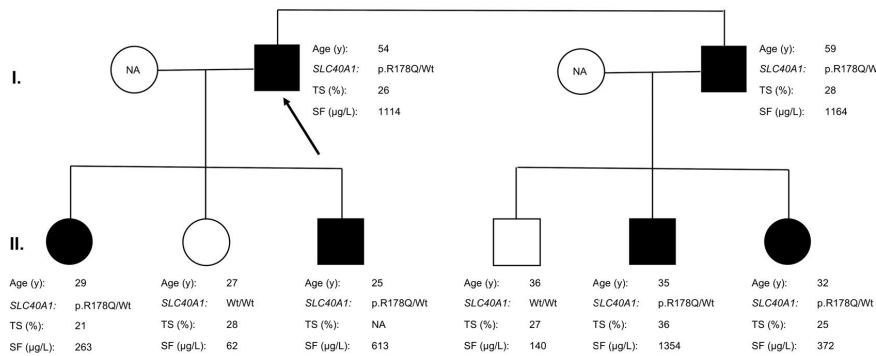 I.
NA
Age (y): 54
SLC40A1: p.R178Q/Wt
TS (%): 26
SF (µg/L): 1114
NA
Age (y): 59
SLC40A1: p.R178Q/Wt
TS (%): 28
SF (µg/L): 1164
II.
Age (y): 29
SLC40A1: p.R178Q/Wt
TS (%): 21
SF (µg/L): 263
Age (y): 27
SLC40A1: Wt/Wt
TS (%): 28
SF (µg/L): 62
Age (y): 25
SLC40A1: p.R178Q/Wt
TS (%): NA
SF (µg/L): 613
Age (y): 36
SLC40A1: Wt/Wt
TS (%): 27
SF (µg/L): 140
Age (y): 35
SLC40A1: p.R178Q/Wt
TS (%): 36
SF (µg/L): 1354
Age (y): 32
SLC40A1: p.R178Q/Wt
TS (%): 25
SF (µg/L): 372